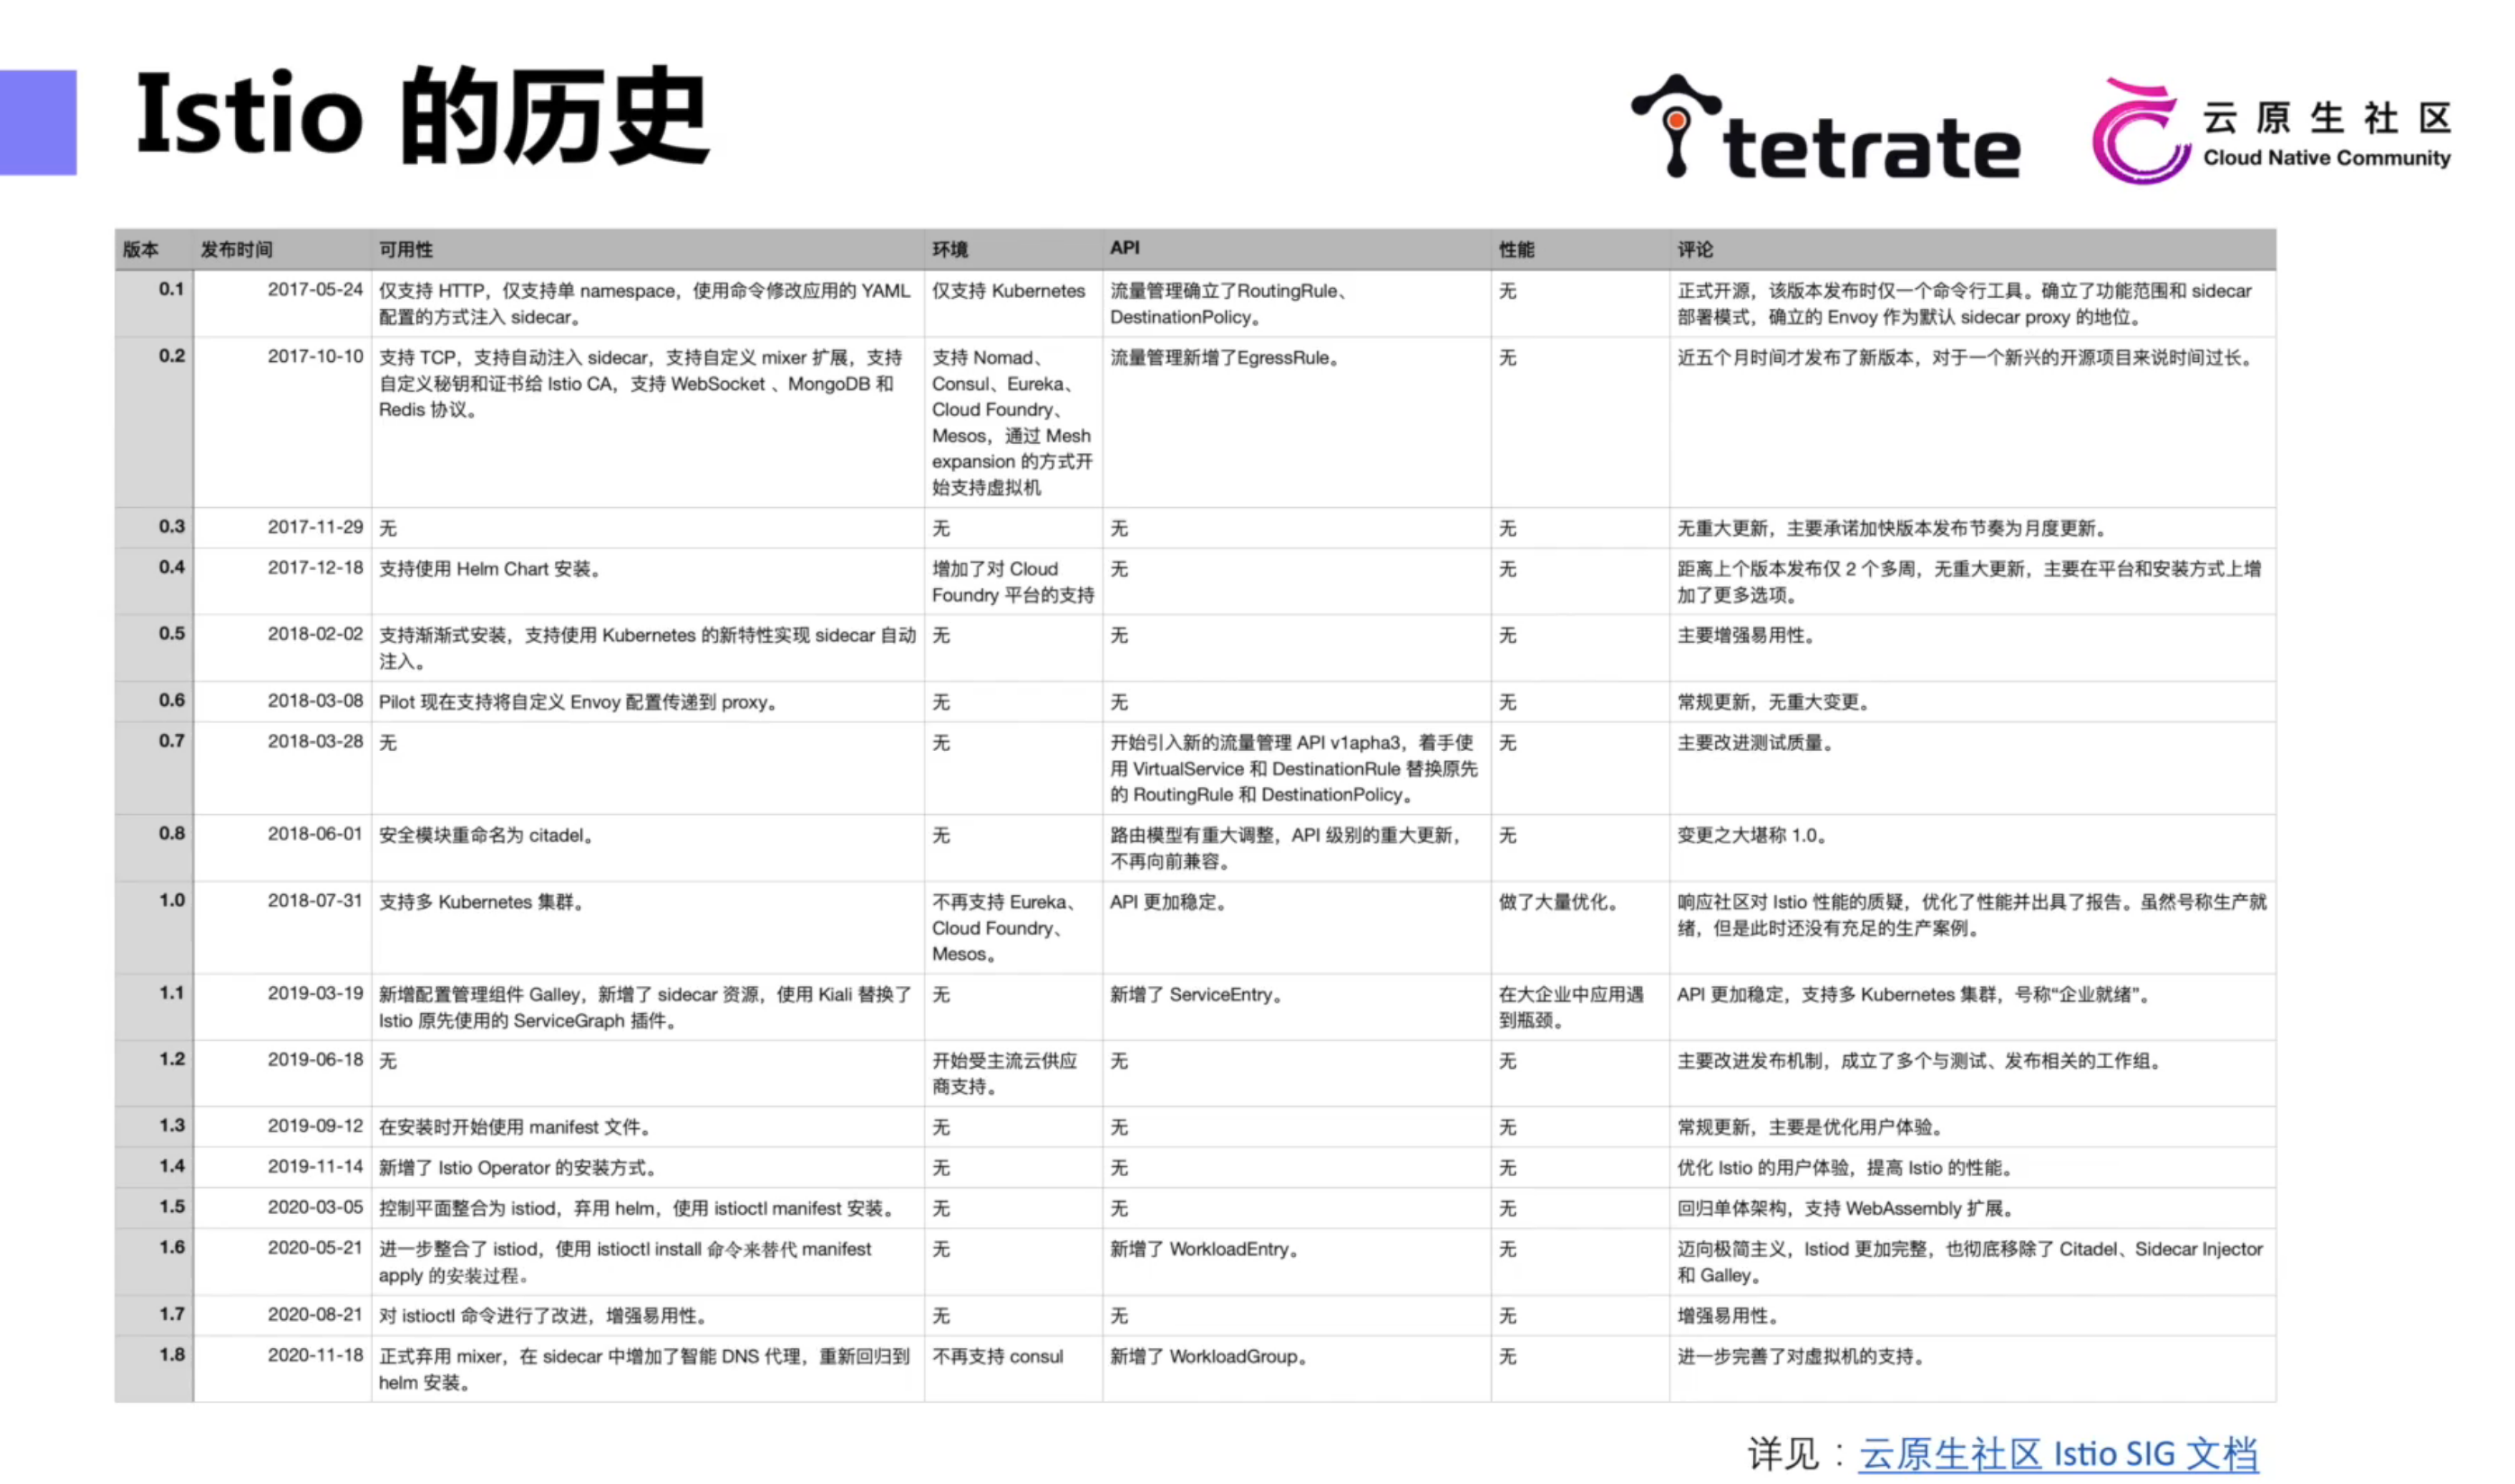 Istio 的历史
tetrate
云原生社区
Cloud Native Community
版本 发布时间 可用性 环境 API 性能 评论
0.1 2017-05-24 仅支持 HTTP，仅支持单 namespace，使用命令修改应用的 YAML 仅支持 Kubernetes 流量管理确立了RoutingRule、 无 正式开源，该版本发布时仅一个命令行工具。确立了功能范围和 sidecar
配置的方式注入 sidecar。 DestinationPolicy。 部署模式，确立的 Envoy 作为默认 sidecar proxy 的地位。
0.2 2017-10-10 支持 TCP，支持自动注入 sidecar，支持自定义 mixer 扩展，支持 支持 Nomad、 流量管理新增了EgressRule。 无 近五个月时间才发布了新版本，对于一个新兴的开源项目来说时间过长。
自定义秘钥和证书给 Istio CA，支持 WebSocket 、MongoDB 和 Consul、Eureka、
Redis 协议。 Cloud Foundry、
Mesos，通过 Mesh
expansion 的方式开
始支持虚拟机
0.3 2017-11-29 无 无 无 无 无重大更新，主要承诺加快版本发布节奏为月度更新。
0.4 2017-12-18 支持使用 Helm Chart 安装。 增加了对 Cloud 无 无 距离上个版本发布仅 2 个多周，无重大更新，主要在平台和安装方式上增
Foundry 平台的支持 加了更多选项。
0.5 2018-02-02 支持渐渐式安装，支持使用 Kubernetes 的新特性实现 sidecar 自动 无 无 无 主要增强易用性。
注入。
0.6 2018-03-08 Pilot 现在支持将自定义 Envoy 配置传递到 proxy。 无 无 无 常规更新，无重大变更。
0.7 2018-03-28 无 无 开始引入新的流量管理 API v1apha3，着手使 无 主要改进测试质量。
用 VirtualService 和 DestinationRule 替换原先
的 RoutingRule 和 DestinationPolicy。
0.8 2018-06-01 安全模块重命名为 citadel。 无 路由模型有重大调整，API 级别的重大更新， 无 变更之大堪称 1.0。
不再向前兼容。
1.0 2018-07-31 支持多 Kubernetes 集群。 不再支持 Eureka、 API 更加稳定。 做了大量优化。 响应社区对 Istio 性能的质疑，优化了性能并出具了报告。虽然号称生产就
Cloud Foundry、 绪，但是此时还没有充足的生产案例。
Mesos。
1.1 2019-03-19 新增配置管理组件 Galley，新增了 sidecar 资源，使用 Kiali 替换了 无 新增了 ServiceEntry。 在大企业中应用遇 API 更加稳定，支持多 Kubernetes 集群，号称“企业就绪”。
Istio 原先使用的 ServiceGraph 插件。 到瓶颈。
1.2 2019-06-18 无 开始受主流云供应 无 无 主要改进发布机制，成立了多个与测试、发布相关的工作组。
商支持。
1.3 2019-09-12 在安装时开始使用 manifest 文件。 无 无 无 常规更新，主要是优化用户体验。
1.4 2019-11-14 新增了 Istio Operator 的安装方式。 无 无 无 优化 Istio 的用户体验，提高 Istio 的性能。
1.5 2020-03-05 控制平面整合为 istiod，弃用 helm，使用 istioctl manifest 安装。 无 无 无 回归单体架构，支持 WebAssembly 扩展。
1.6 2020-05-21 进一步整合了 istiod，使用 istioctl install 命令来替代 manifest 无 新增了 WorkloadEntry。 无 迈向极简主义，Istiod 更加完整，也彻底移除了 Citadel、Sidecar Injector
apply 的安装过程。 和 Galley。
1.7 2020-08-21 对 istioctl 命令进行了改进，增强易用性。 无 无 无 增强易用性。
1.8 2020-11-18 正式弃用 mixer，在 sidecar 中增加了智能 DNS 代理，重新回归到 不再支持 consul 新增了 WorkloadGroup。 无 进一步完善了对虚拟机的支持。
helm 安装。
详见：云原生社区 Istio SIG 文档